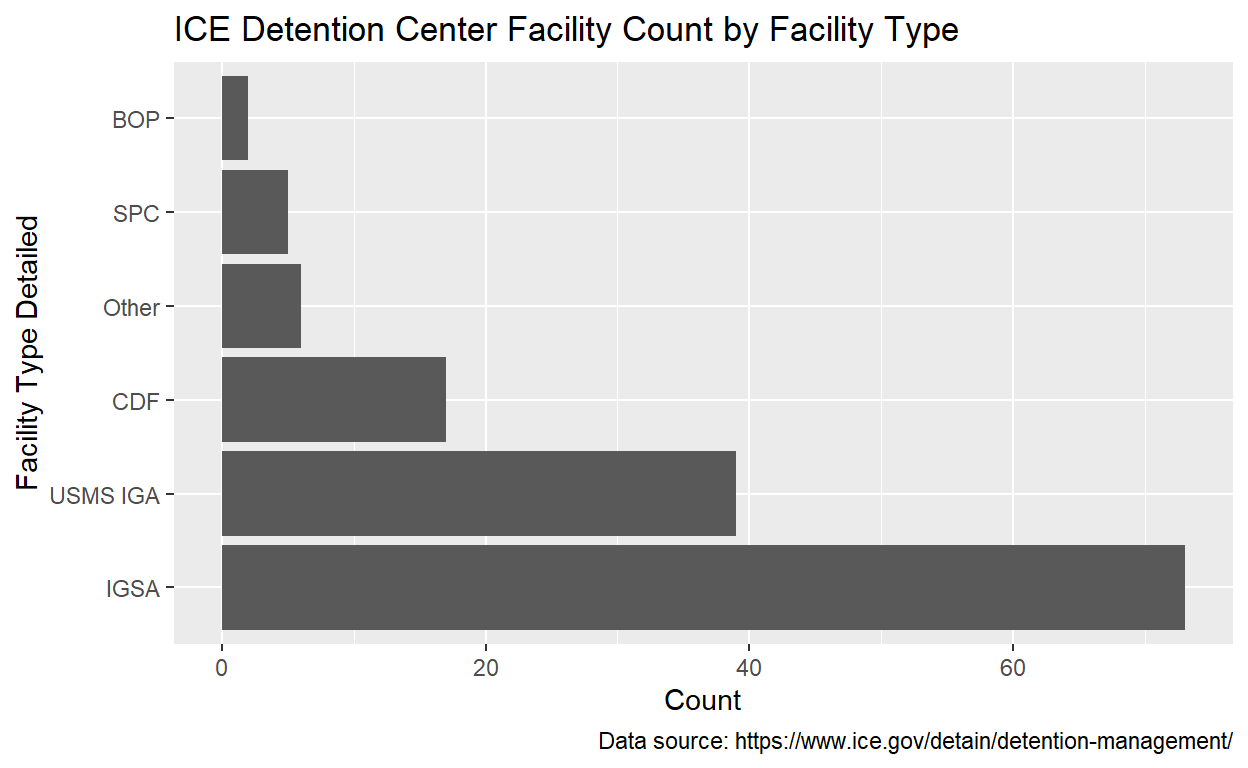 ICE Detention Center Facility Count by Facility Type
Facility Type Detailed
BOP
SPC
Other
CDF
USMS IGA
IGSA
0 20 40 60
Count
Data source: https://www.ice.gov/detain/detention-management/